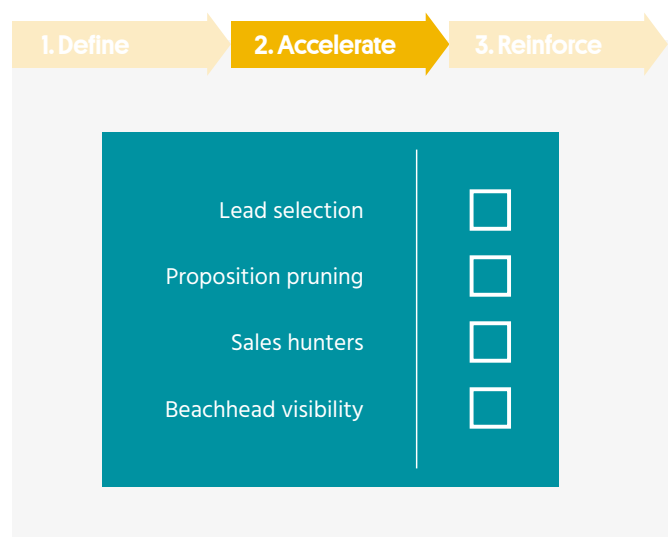 1. Define
2. Accelerate
3. Reinforce
Lead selection
Proposition pruning
Sales hunters
Beachhead visibility